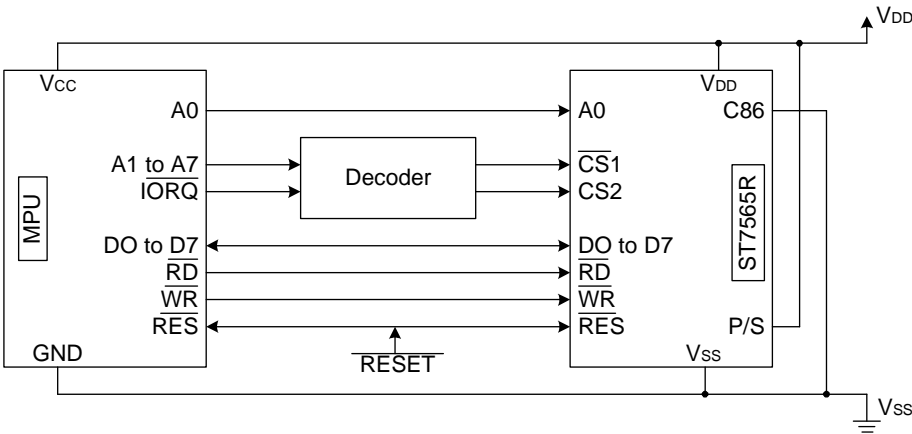 VDD
VCC
VDD
A0
A0
C86
A1 to A7
Decoder
CS1
IORQ
CS2
MPU
ST7565R
DO to D7
DO to D7
RD
RD
WR
WR
RES
RES
P/S
RESET
GND
VSS
VSS